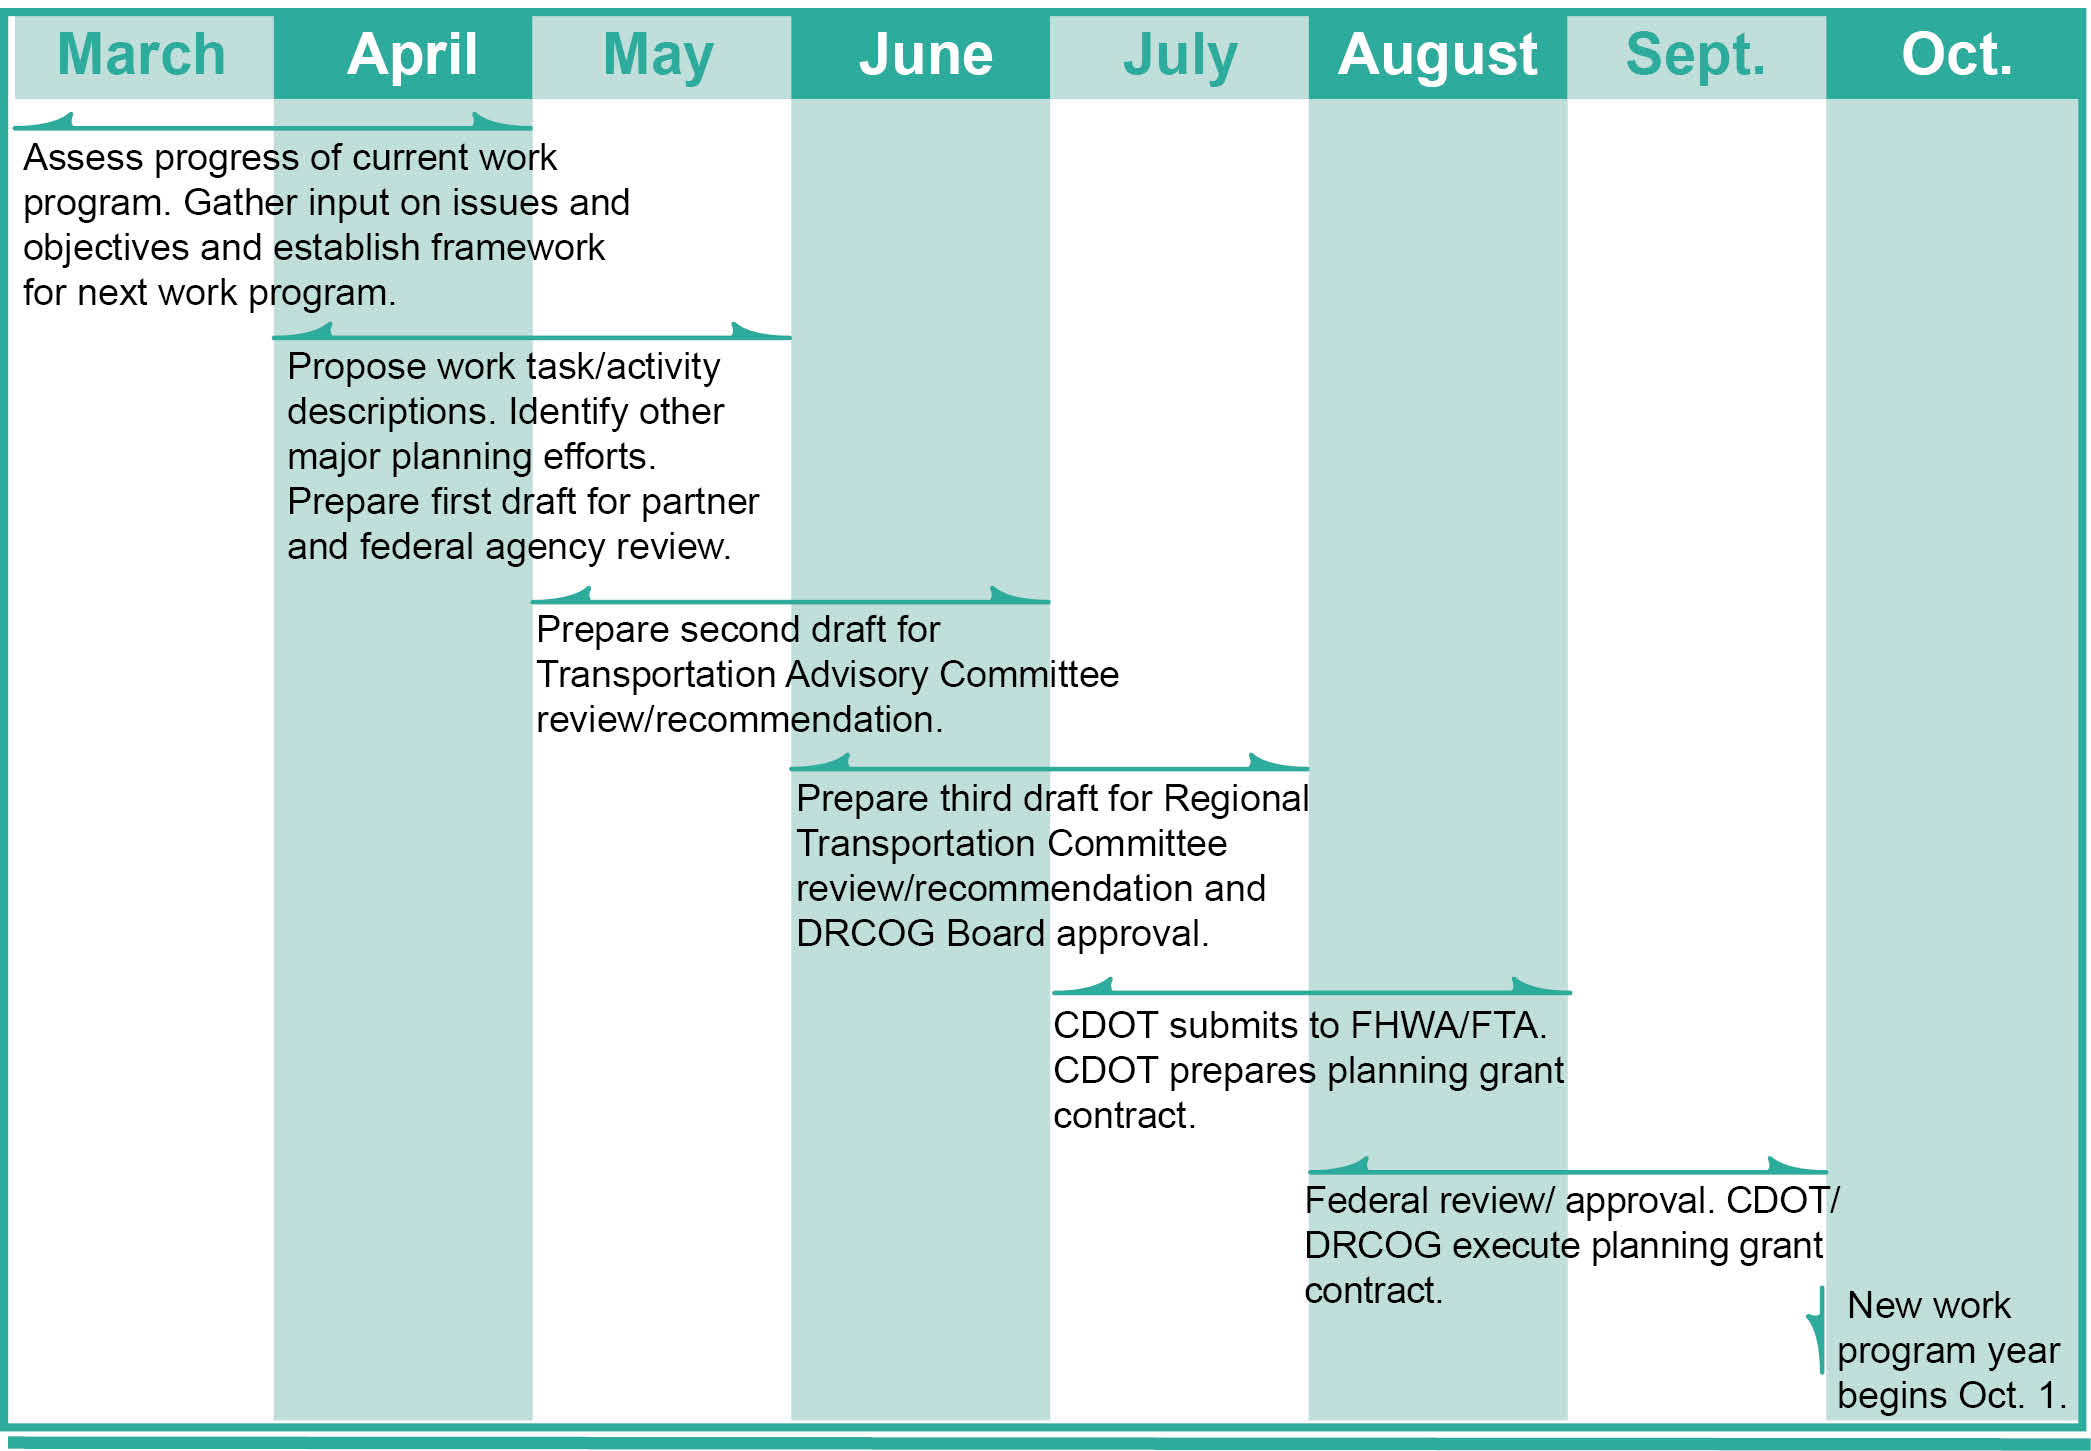 March April May June July August Sept. Oct.
Assess progress of current work
program. Gather input on issues and
objectives and establish framework
for next work program.
Propose work task/activity
descriptions. Identify other
major planning efforts.
Prepare first draft for partner
and federal agency review.
Prepare second draft for
Transportation Advisory Committee
review/recommendation.
Prepare third draft for Regional
Transportation Committee
review/recommendation and
DRCOG Board approval.
CDOT submits to FHWA/FTA.
CDOT prepares planning grant
contract.
Federal review/ approval. CDOT/
DRCOG execute planning grant
contract.
New work
program year
begins Oct. 1.